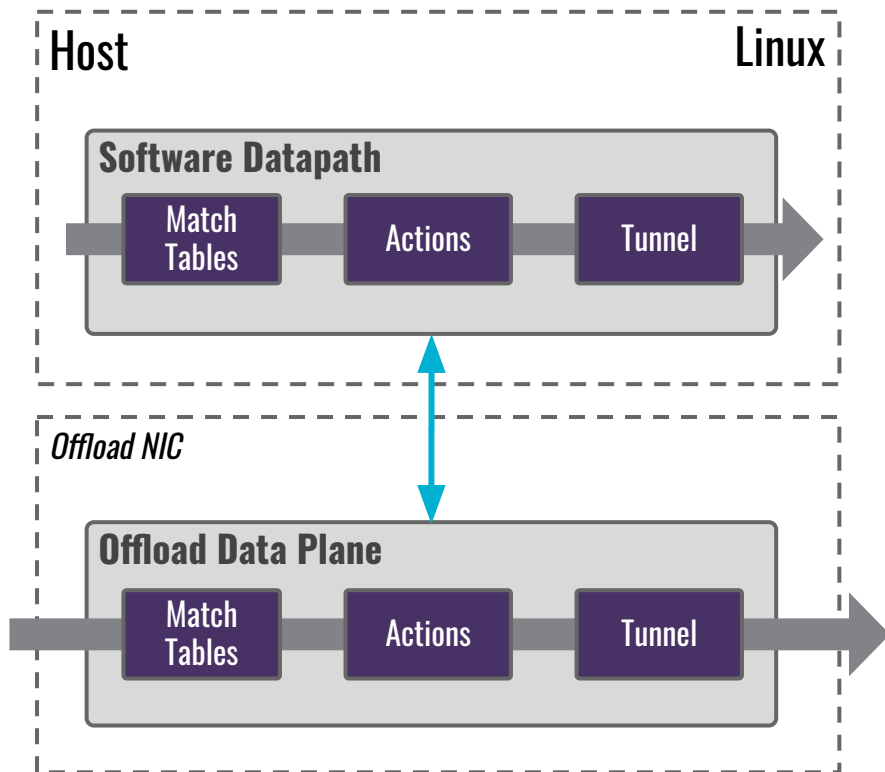 Host
Linux
Software Datapath
Match
Tables
Actions
Tunnel
Offload NIC
Offload Data Plane
Match
Tables
Actions
Tunnel